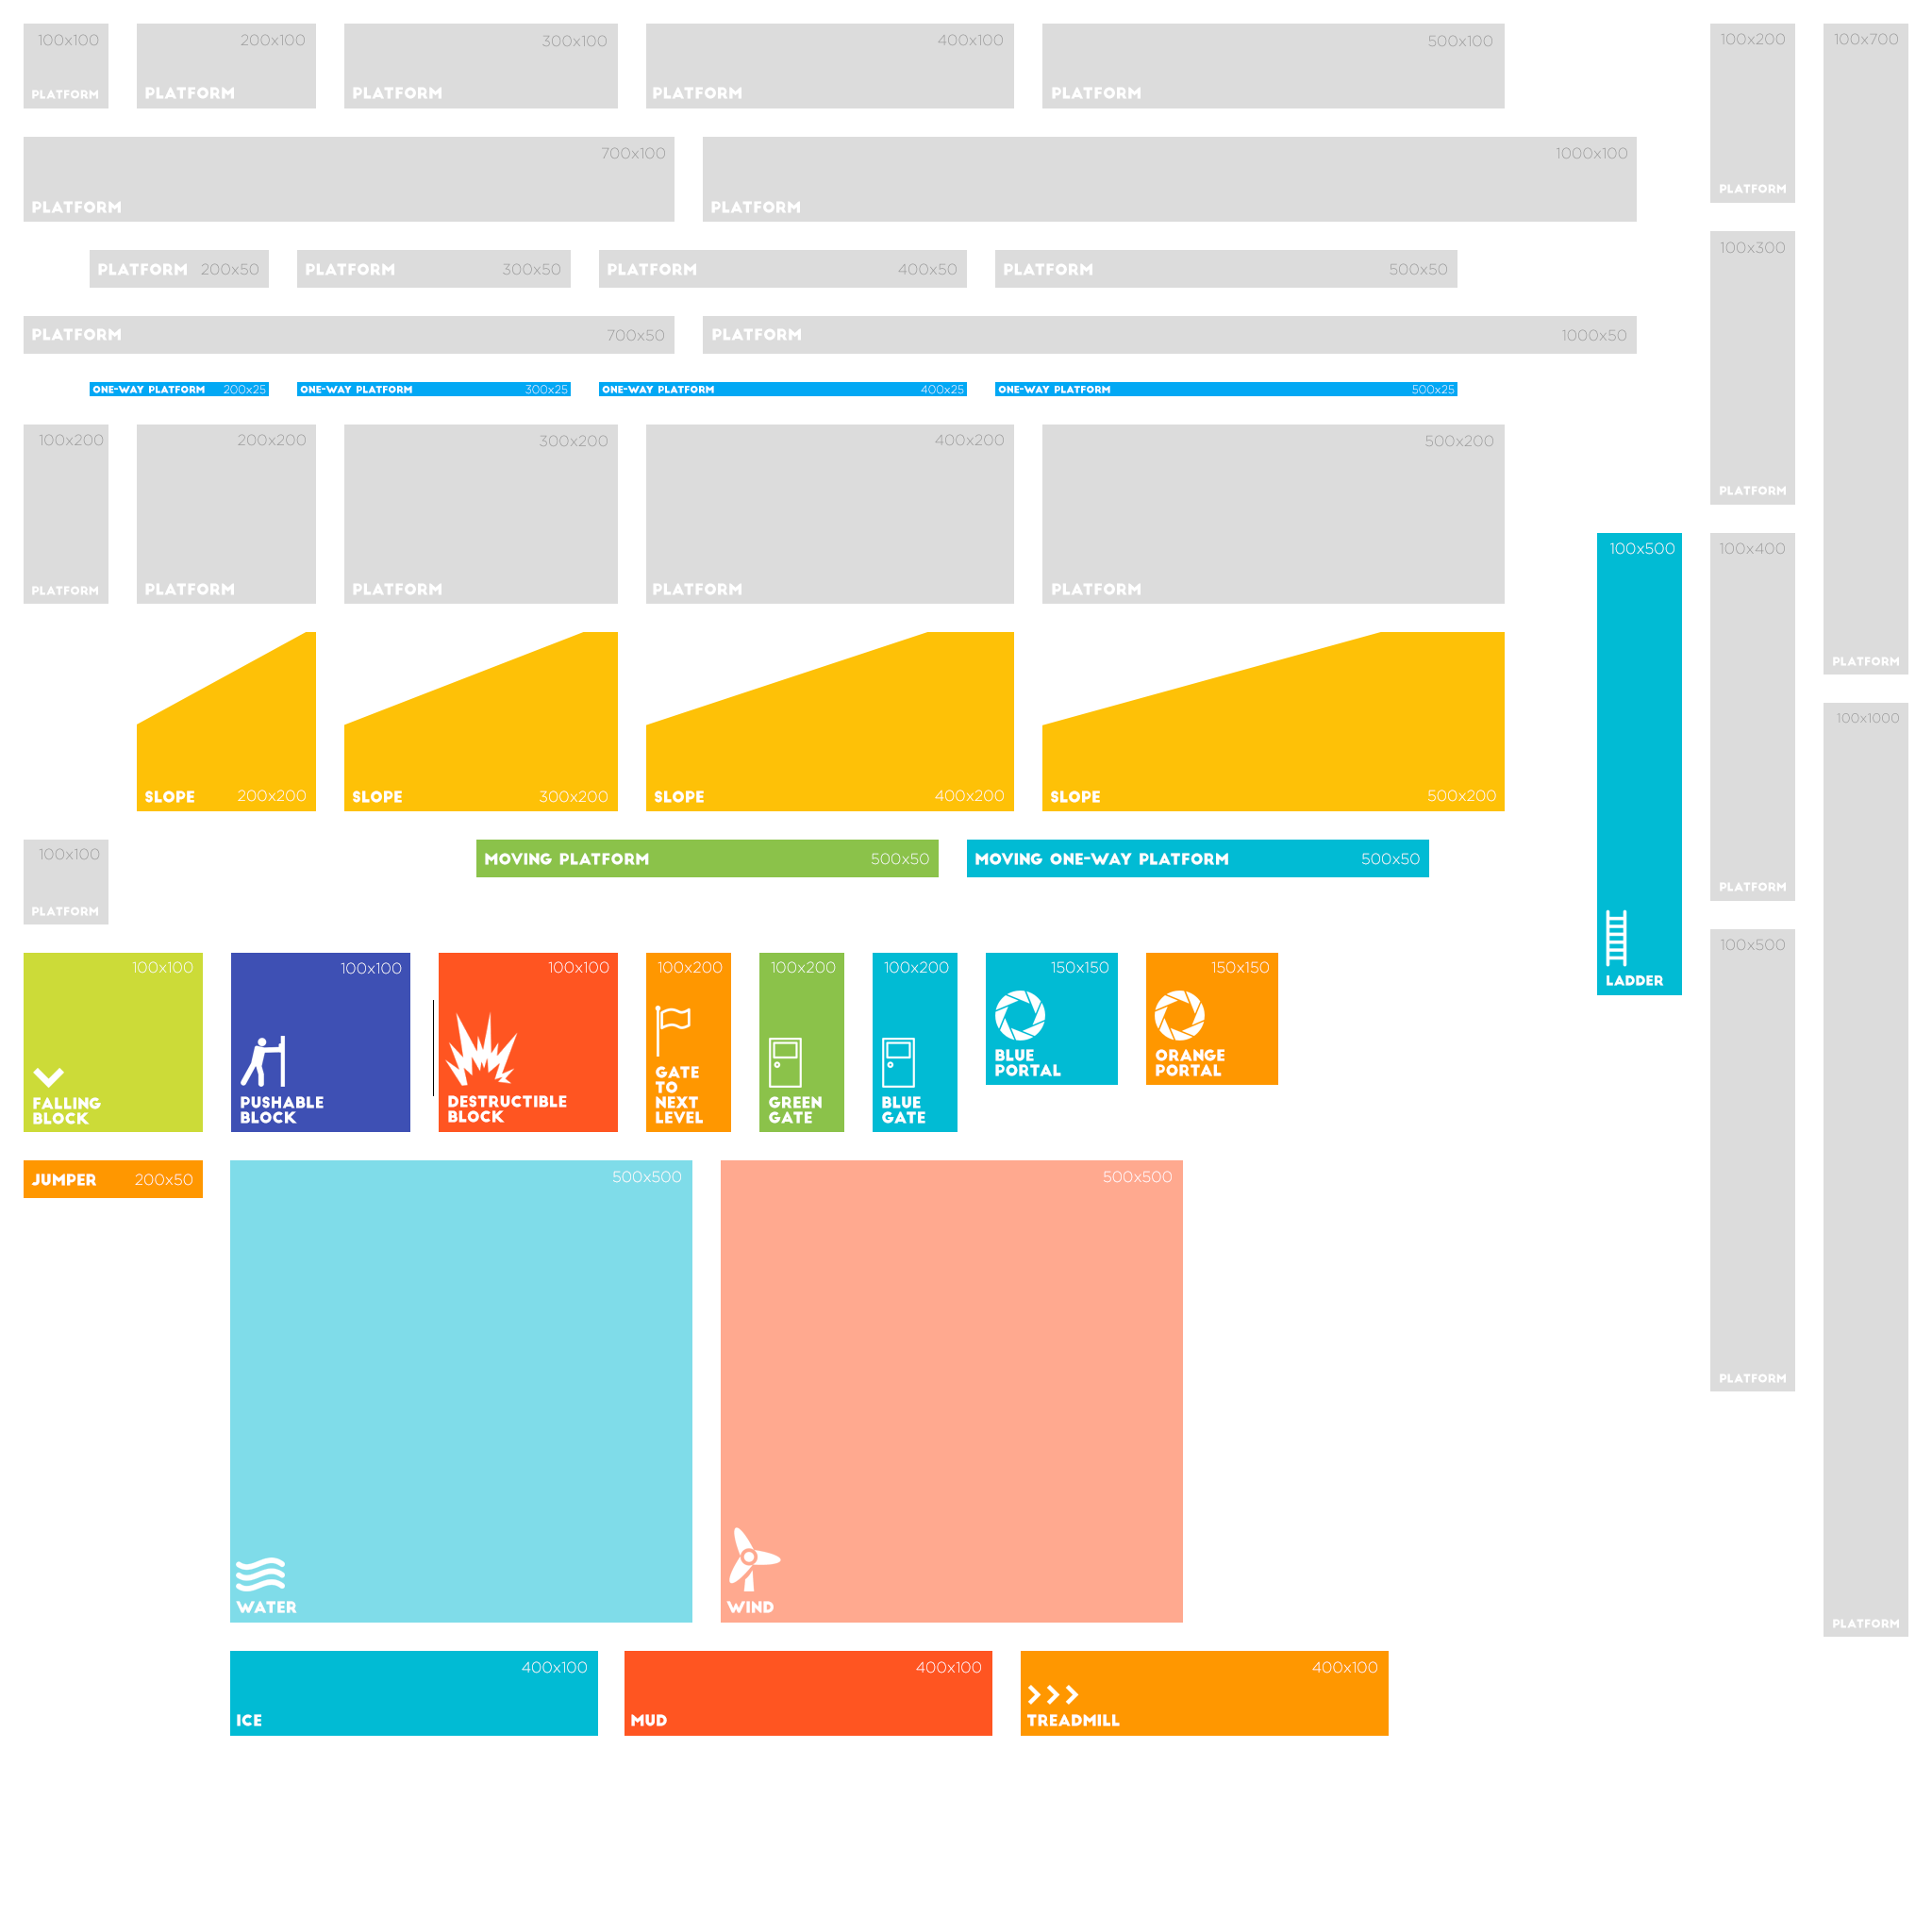 100x100
PLATFORM
200x100
PLATFORM
300x100
PLATFORM
400x100
PLATFORM
500x100
PLATFORM
100x200
PLATFORM
100x700
PLATFORM
700x100
PLATFORM
1000x100
PLATFORM
100x300
PLATFORM
PLATFORM 200x50
PLATFORM 300x50
PLATFORM 400x50
PLATFORM 500x50
PLATFORM 700x50
PLATFORM 1000x50
ONE-WAY PLATFORM 200x25
ONE-WAY PLATFORM 300x25
ONE-WAY PLATFORM 400x25
ONE-WAY PLATFORM 500x25
100x200
PLATFORM
200x200
PLATFORM
300x200
PLATFORM
400x200
PLATFORM
500x200
PLATFORM
100x500
LADDER
100x400
PLATFORM
SLOPE 200x200
SLOPE 300x200
SLOPE 400x200
SLOPE 500x200
100x1000
PLATFORM
100x100
PLATFORM
MOVING PLATFORM 500x50
MOVING ONE-WAY PLATFORM 500x50
100x100
FALLING
BLOCK
100x100
PUSHABLE
BLOCK
100x100
DESTRUCTIBLE
BLOCK
100x200
GATE
TO
NEXT
LEVEL
100x200
GREEN
GATE
100x200
BLUE
GATE
150x150
BLUE
PORTAL
150x150
ORANGE
PORTAL
100x500
PLATFORM
JUMPER 200x50
500x500
WATER
500x500
WIND
400x100
ICE
400x100
MUD
400x100
TREADMILL